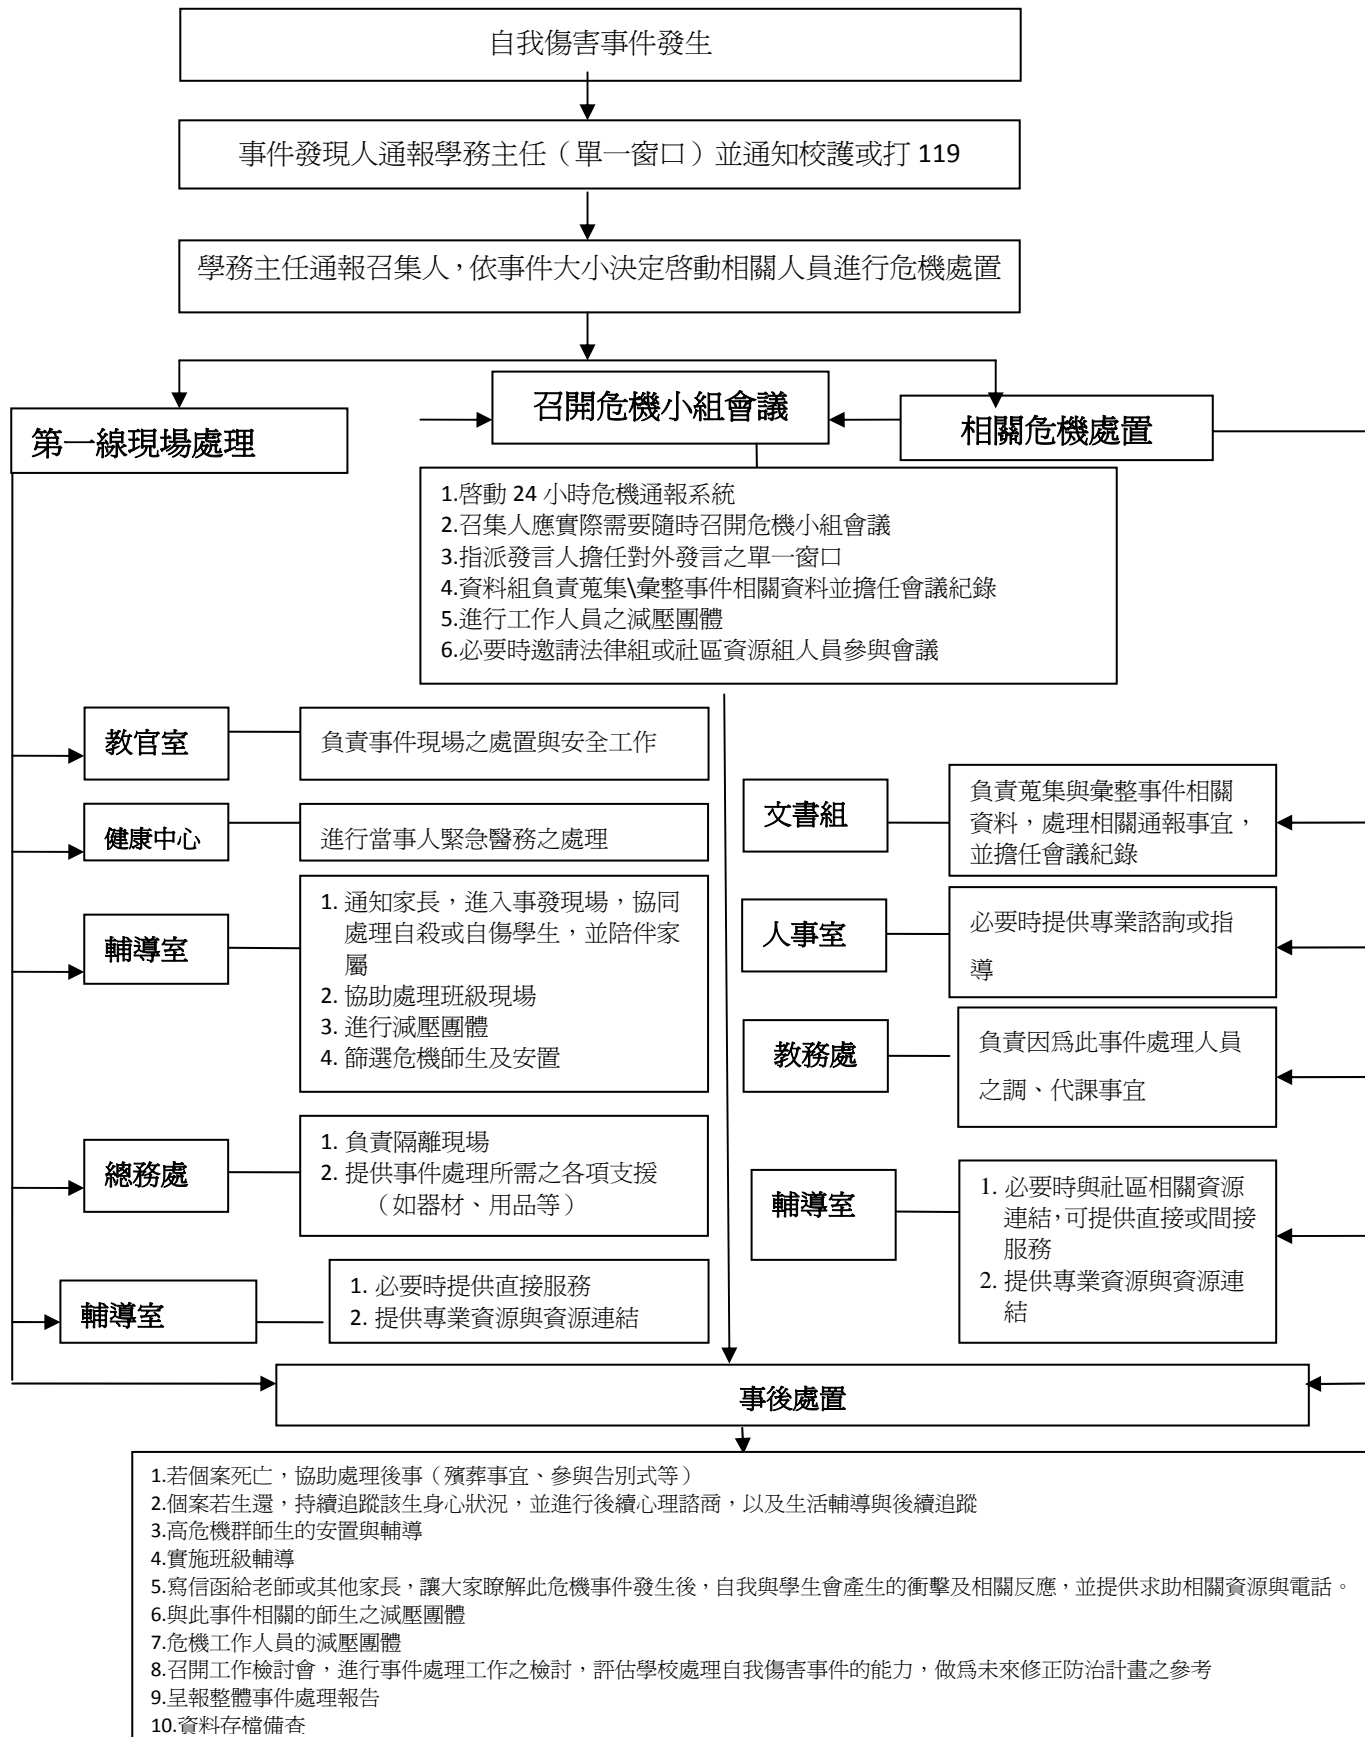 自我傷害事件發生
事件發現人通報學務主任（單一窗口）並通知校護或打 119
學務主任通報召集人，依事件大小決定啓動相關人員進行危機處置
第一線現場處理
召開危機小組會議
相關危機處置
1.啓動 24 小時危機通報系統
2.召集人應實際需要隨時召開危機小組會議
3.指派發言人擔任對外發言之單一窗口
4.資料組負責蒐集\彙整事件相關資料並擔任會議紀錄
5.進行工作人員之減壓團體
6.必要時邀請法律組或社區資源組人員參與會議
教官室
負責事件現場之處置與安全工作
健康中心
進行當事人緊急醫務之處理
輔導室
1. 通知家長，進入事發現場，協同
處理自殺或自傷學生，並陪伴家
屬
2. 協助處理班級現場
3. 進行減壓團體
4. 篩選危機師生及安置
總務處
1. 負責隔離現場
2. 提供事件處理所需之各項支援
（如器材、用品等）
輔導室
1. 必要時提供直接服務
2. 提供專業資源與資源連結
文書組
負責蒐集與彙整事件相關
資料，處理相關通報事宜，
並擔任會議紀錄
人事室
必要時提供專業諮詢或指
導
教務處
負責因爲此事件處理人員
之調、代課事宜
輔導室
1. 必要時與社區相關資源
連結，可提供直接或間接
服務
2. 提供專業資源與資源連
結
事後處置
1.若個案死亡，協助處理後事（殯葬事宜、參與告別式等）
2.個案若生還，持續追蹤該生身心狀況，並進行後續心理諮商，以及生活輔導與後續追蹤
3.高危機群師生的安置與輔導
4.實施班級輔導
5.寫信函給老師或其他家長，讓大家瞭解此危機事件發生後，自我與學生會產生的衝擊及相關反應，並提供求助相關資源與電話。
6.與此事件相關的師生之減壓團體
7.危機工作人員的減壓團體
8.召開工作檢討會，進行事件處理工作之檢討，評估學校處理自我傷害事件的能力，做爲未來修正防治計畫之參考
9.呈報整體事件處理報告
10.資料存檔備查